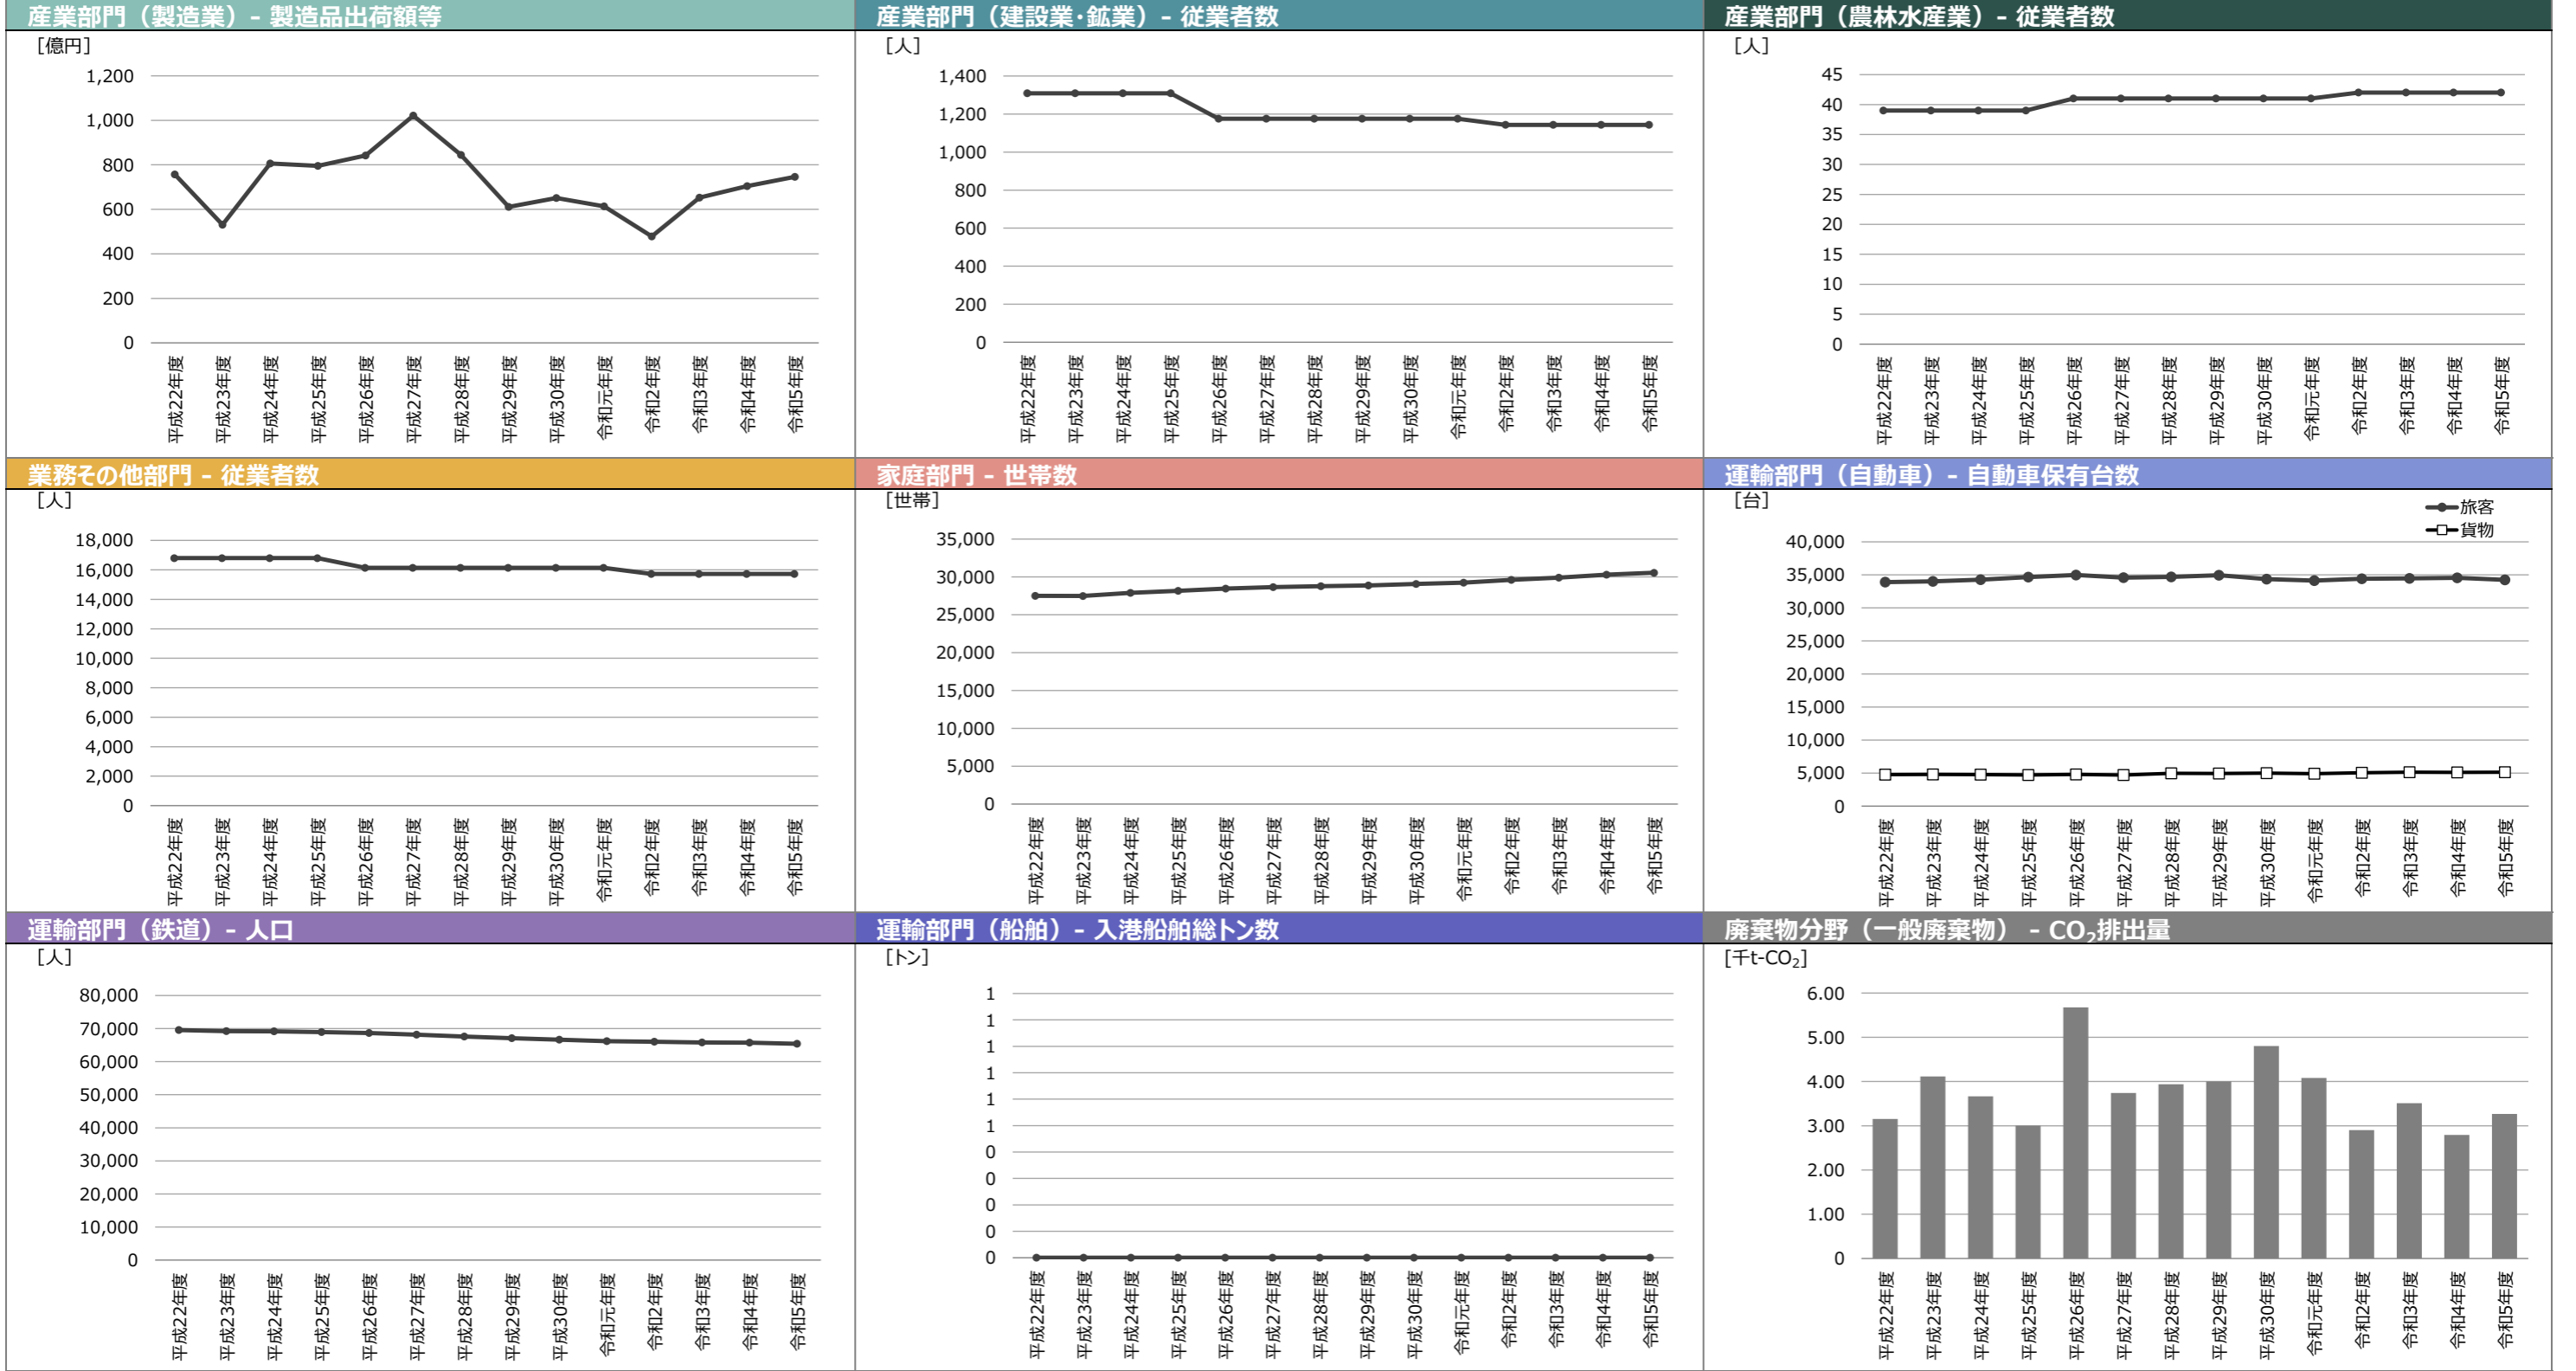 産業部門（製造業）- 製造品出荷額等
[億円]
1,200
1,000
800
600
400
200
0
平成22年度
平成23年度
平成24年度
平成25年度
平成26年度
平成27年度
平成28年度
平成29年度
平成30年度
令和元年度
令和2年度
令和3年度
令和4年度
令和5年度
産業部門（建設業･鉱業）- 従業者数
[人]
1,400
1,200
1,000
800
600
400
200
0
平成22年度
平成23年度
平成24年度
平成25年度
平成26年度
平成27年度
平成28年度
平成29年度
平成30年度
令和元年度
令和2年度
令和3年度
令和4年度
令和5年度
産業部門（農林水産業）- 従業者数
[人]
45
40
35
30
25
20
15
10
5
0
平成22年度
平成23年度
平成24年度
平成25年度
平成26年度
平成27年度
平成28年度
平成29年度
平成30年度
令和元年度
令和2年度
令和3年度
令和4年度
令和5年度
業務その他部門 - 従業者数
[人]
18,000
16,000
14,000
12,000
10,000
8,000
6,000
4,000
2,000
0
平成22年度
平成23年度
平成24年度
平成25年度
平成26年度
平成27年度
平成28年度
平成29年度
平成30年度
令和元年度
令和2年度
令和3年度
令和4年度
令和5年度
家庭部門 - 世帯数
[世帯]
35,000
30,000
25,000
20,000
15,000
10,000
5,000
0
平成22年度
平成23年度
平成24年度
平成25年度
平成26年度
平成27年度
平成28年度
平成29年度
平成30年度
令和元年度
令和2年度
令和3年度
令和4年度
令和5年度
運輸部門（自動車）- 自動車保有台数
[台]
旅客
貨物
40,000
35,000
30,000
25,000
20,000
15,000
10,000
5,000
0
平成22年度
平成23年度
平成24年度
平成25年度
平成26年度
平成27年度
平成28年度
平成29年度
平成30年度
令和元年度
令和2年度
令和3年度
令和4年度
令和5年度
運輸部門（鉄道）- 人口
[人]
80,000
70,000
60,000
50,000
40,000
30,000
20,000
10,000
0
平成22年度
平成23年度
平成24年度
平成25年度
平成26年度
平成27年度
平成28年度
平成29年度
平成30年度
令和元年度
令和2年度
令和3年度
令和4年度
令和5年度
運輸部門（船舶）- 入港船舶総トン数
[トン]
1
1
1
1
1
1
0
0
0
0
0
平成22年度
平成23年度
平成24年度
平成25年度
平成26年度
平成27年度
平成28年度
平成29年度
平成30年度
令和元年度
令和2年度
令和3年度
令和4年度
令和5年度
廃棄物分野（一般廃棄物） - CO₂排出量
[千t-CO₂]
6.00
5.00
4.00
3.00
2.00
1.00
0
平成22年度
平成23年度
平成24年度
平成25年度
平成26年度
平成27年度
平成28年度
平成29年度
平成30年度
令和元年度
令和2年度
令和3年度
令和4年度
令和5年度